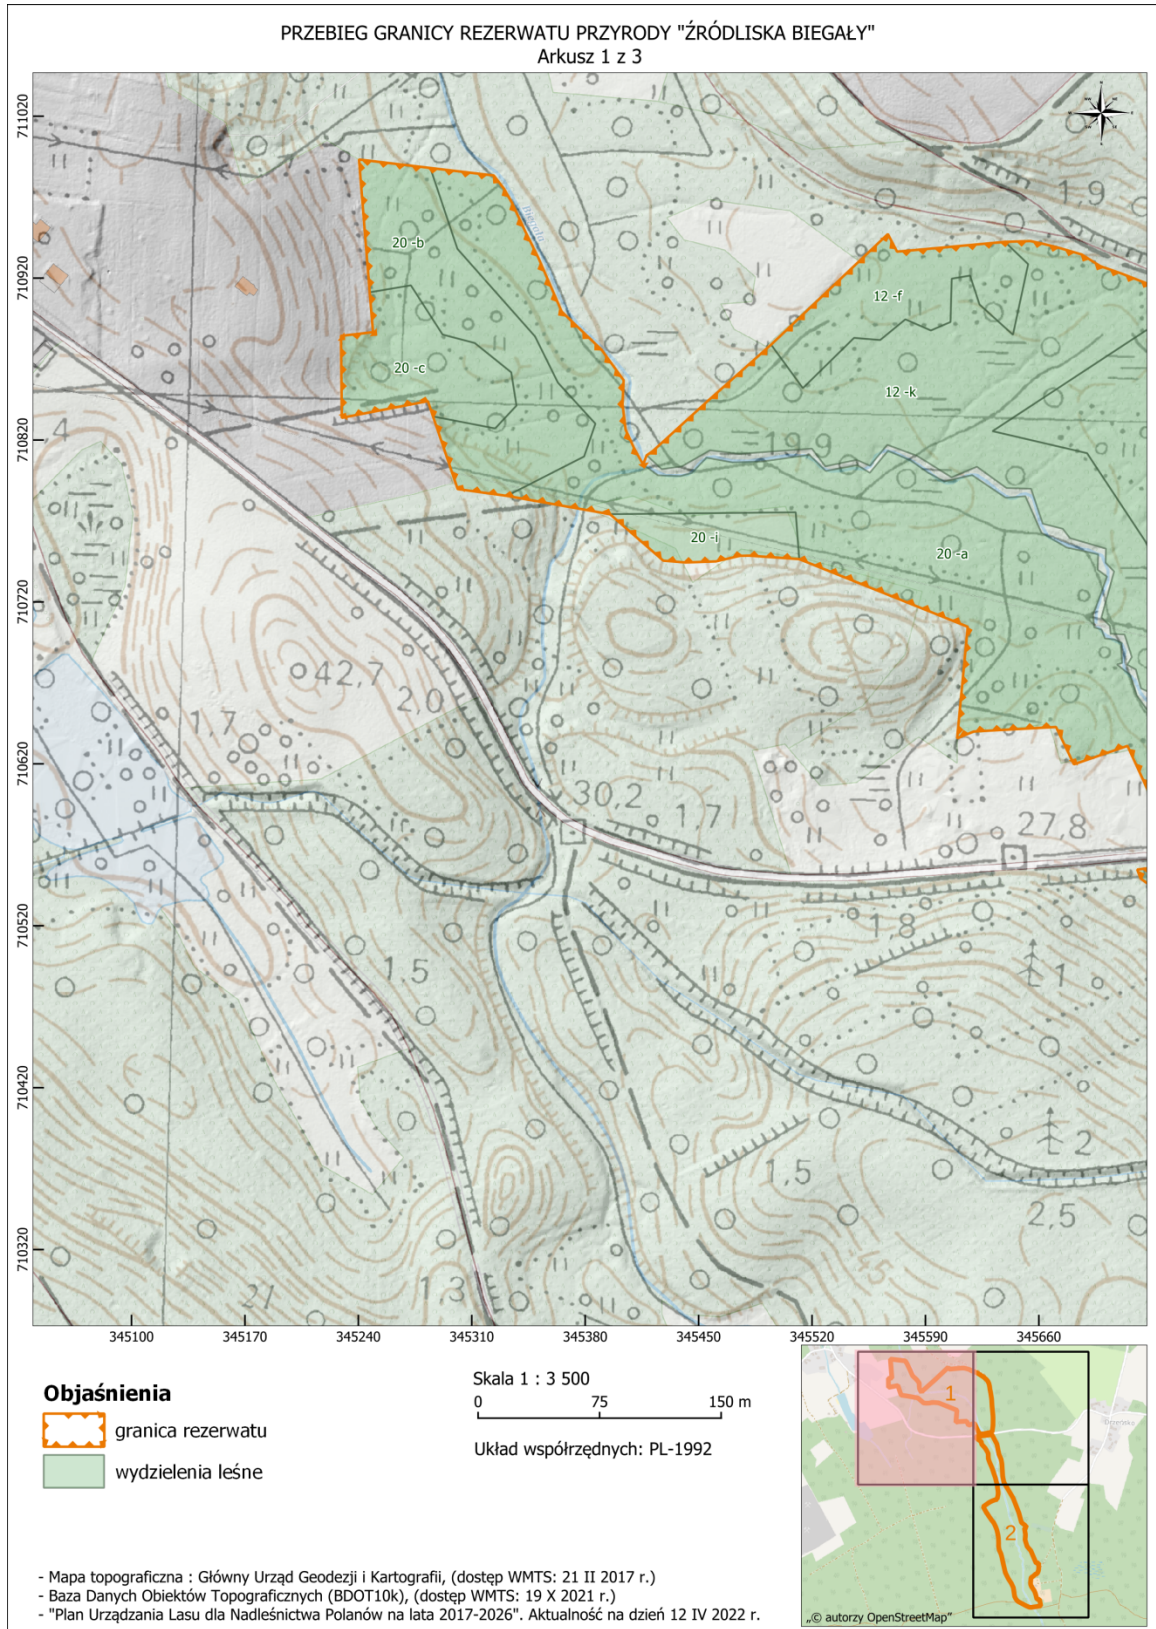 PRZEBIEG GRANICY REZERWATU PRZYRODY "ŹRÓDLISKA BIEGAŁY"
Arkusz 1 z 3
711020
710920
710820
710720
710620
710520
710420
710320
1,9
20 -b
12 -f
20 -c
12 -k
4
19,9
20 -i
20 -a
42,7
2,0
1,7
30,2
1,7
27,8
1,8
1,5
1
2
1,5
2,5
45
21
1,3
345100
345170
345240
345310
345380
345450
345520
345590
345660
Objaśnienia
granica rezerwatu
wydzielenia leśne
Skala 1 : 3 500
0 75 150 m
Układ współrzędnych: PL-1992
1
2
„© autorzy OpenStreetMap”
- Mapa topograficzna : Główny Urząd Geodezji i Kartografii, (dostęp WMTS: 21 II 2017 r.)
- Baza Danych Obiektów Topograficznych (BDOT10k), (dostęp WMTS: 19 X 2021 r.)
- "Plan Urządzania Lasu dla Nadleśnictwa Polanów na lata 2017-2026". Aktualność na dzień 12 IV 2022 r.